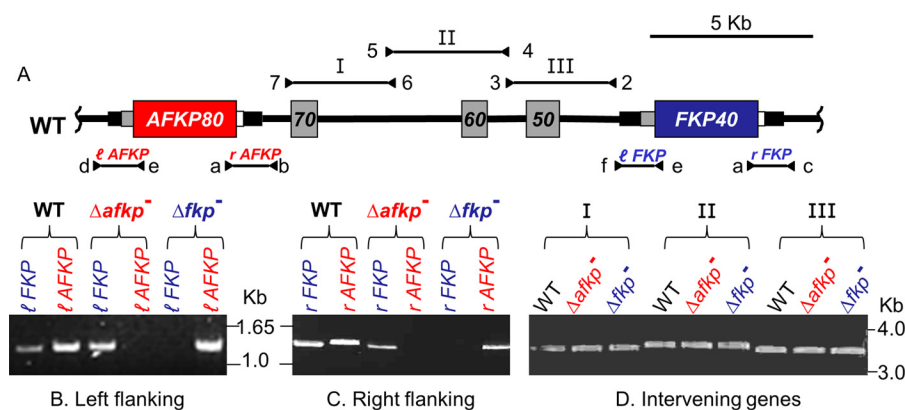 5 Kb
II
5 4
A
I III
7 6 3 2
WT AFKP80 70 60 50 FKP40
ℓ AFKP r AFKP ℓ FKP r FKP
d e a b f e a c
WT Δafkp⁻ Δfkp⁻
ℓ FKP ℓ AFKP ℓ FKP ℓ AFKP ℓ FKP ℓ AFKP
Kb
1.65
1.0
B. Left flanking
WT Δafkp⁻ Δfkp⁻
r FKP r AFKP r FKP r AFKP r FKP r AFKP
C. Right flanking
I II III
WT Δafkp⁻ Δfkp⁻ WT Δafkp⁻ Δfkp⁻ WT Δafkp⁻ Δfkp⁻
Kb
4.0
3.0
D. Intervening genes